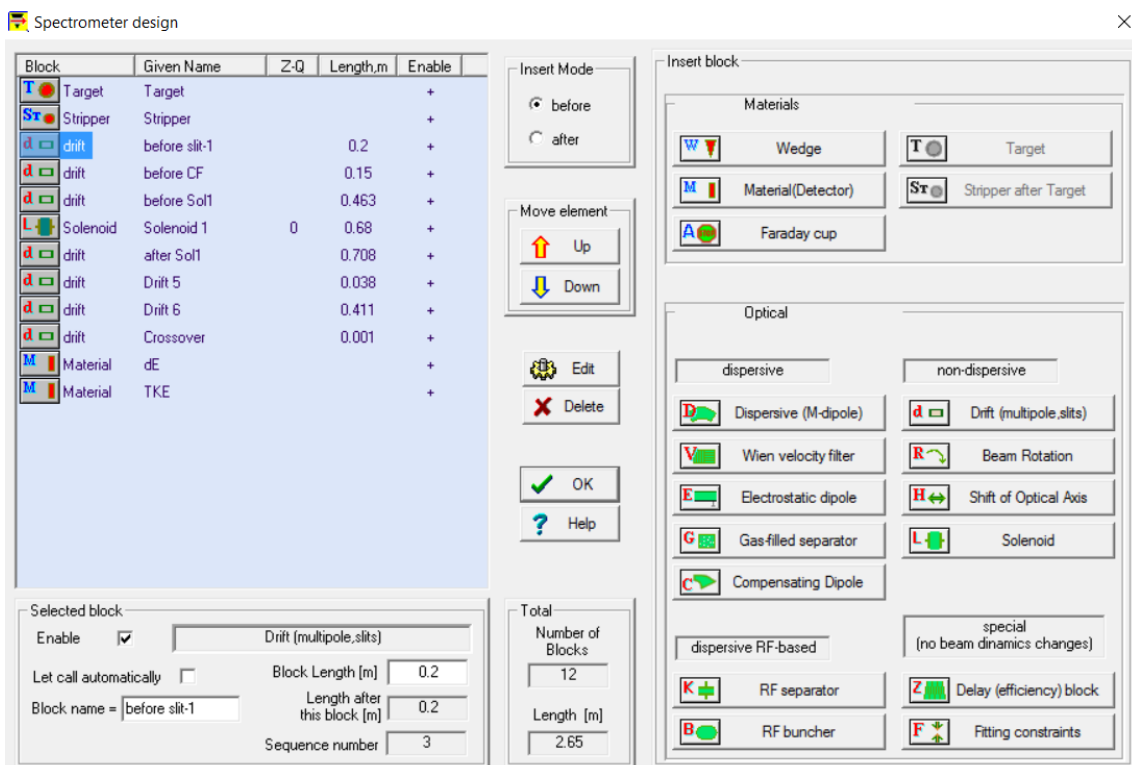 Spectrometer design
Block Given Name Z-Q Length,m Enable
T Target Target +
ST Stripper Stripper +
d drift before slit-1 0.2 +
d drift before CF 0.15 +
d drift before Sol1 0.463 +
L Solenoid Solenoid 1 0 0.68 +
d drift after Sol1 0.708 +
d drift Drift 5 0.038 +
d drift Drift 6 0.411 +
d drift Crossover 0.001 +
M Material dE +
M Material TKE +
Insert Mode
before
after
Move element
Up
Down
Edit
Delete
OK
Help
Selected block
Enable Drift (multipole,slits)
Let call automatically Block Length [m] 0.2
Block name = before slit-1 Length after this block [m] 0.2
Sequence number 3
Total
Number of
Blocks
12
Length [m]
2.65
Insert block
Materials
W Wedge T Target
M Material(Detector) ST Stripper after Target
A Faraday cup
Optical
dispersive non-dispersive
D Dispersive (M-dipole) d Drift (multipole,slits)
V Wien velocity filter R Beam Rotation
E Electrostatic dipole H Shift of Optical Axis
G Gas-filled separator L Solenoid
C Compensating Dipole
special
(no beam dinamics changes)
dispersive RF-based
K RF separator Z Delay (efficiency) block
B RF buncher F Fitting constraints